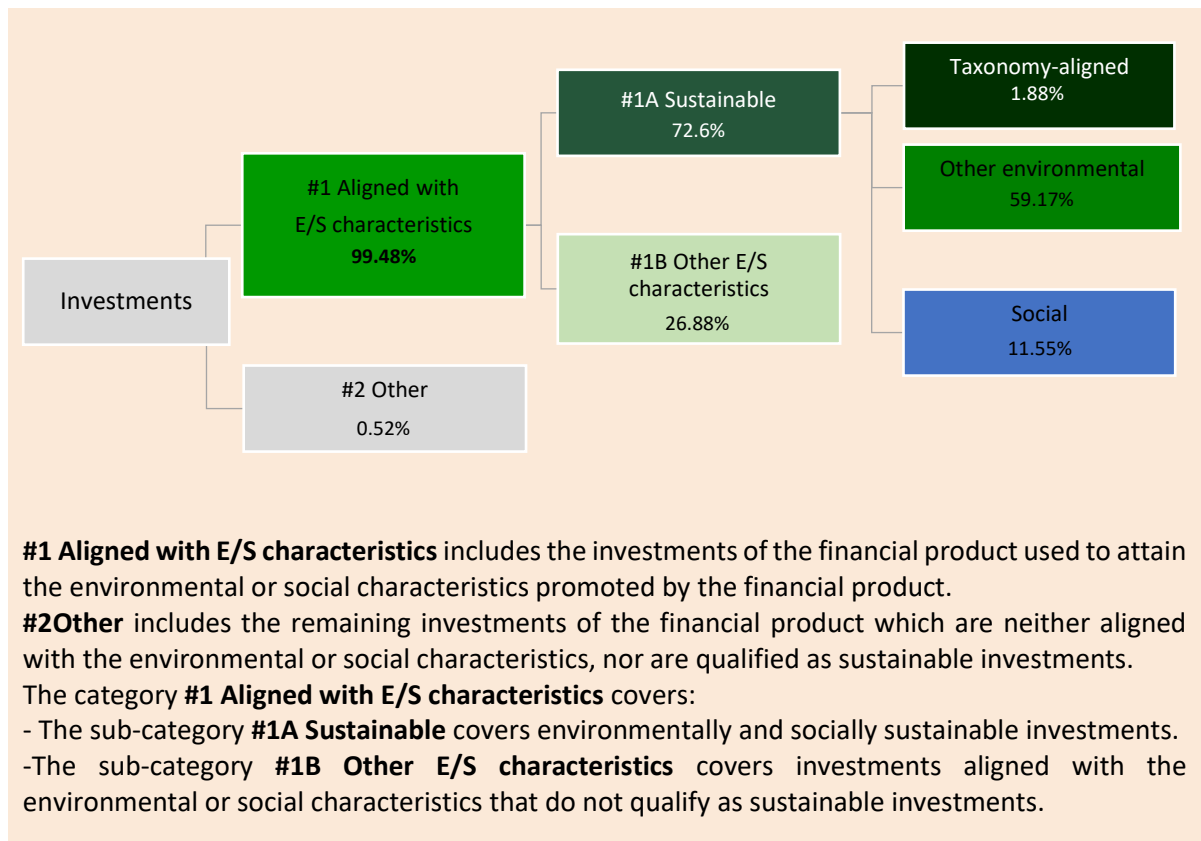 Taxonomy-aligned
1.88%
#1A Sustainable
72.6%
Other environmental
59.17%
#1 Aligned with
E/S characteristics
99.48%
#1B Other E/S
characteristics
26.88%
Investments
Social
11.55%
#2 Other
0.52%
#1 Aligned with E/S characteristics includes the investments of the financial product used to attain
the environmental or social characteristics promoted by the financial product.
#2Other includes the remaining investments of the financial product which are neither aligned
with the environmental or social characteristics, nor are qualified as sustainable investments.
The category #1 Aligned with E/S characteristics covers:
- The sub-category #1A Sustainable covers environmentally and socially sustainable investments.
-The sub-category #1B Other E/S characteristics covers investments aligned with the
environmental or social characteristics that do not qualify as sustainable investments.